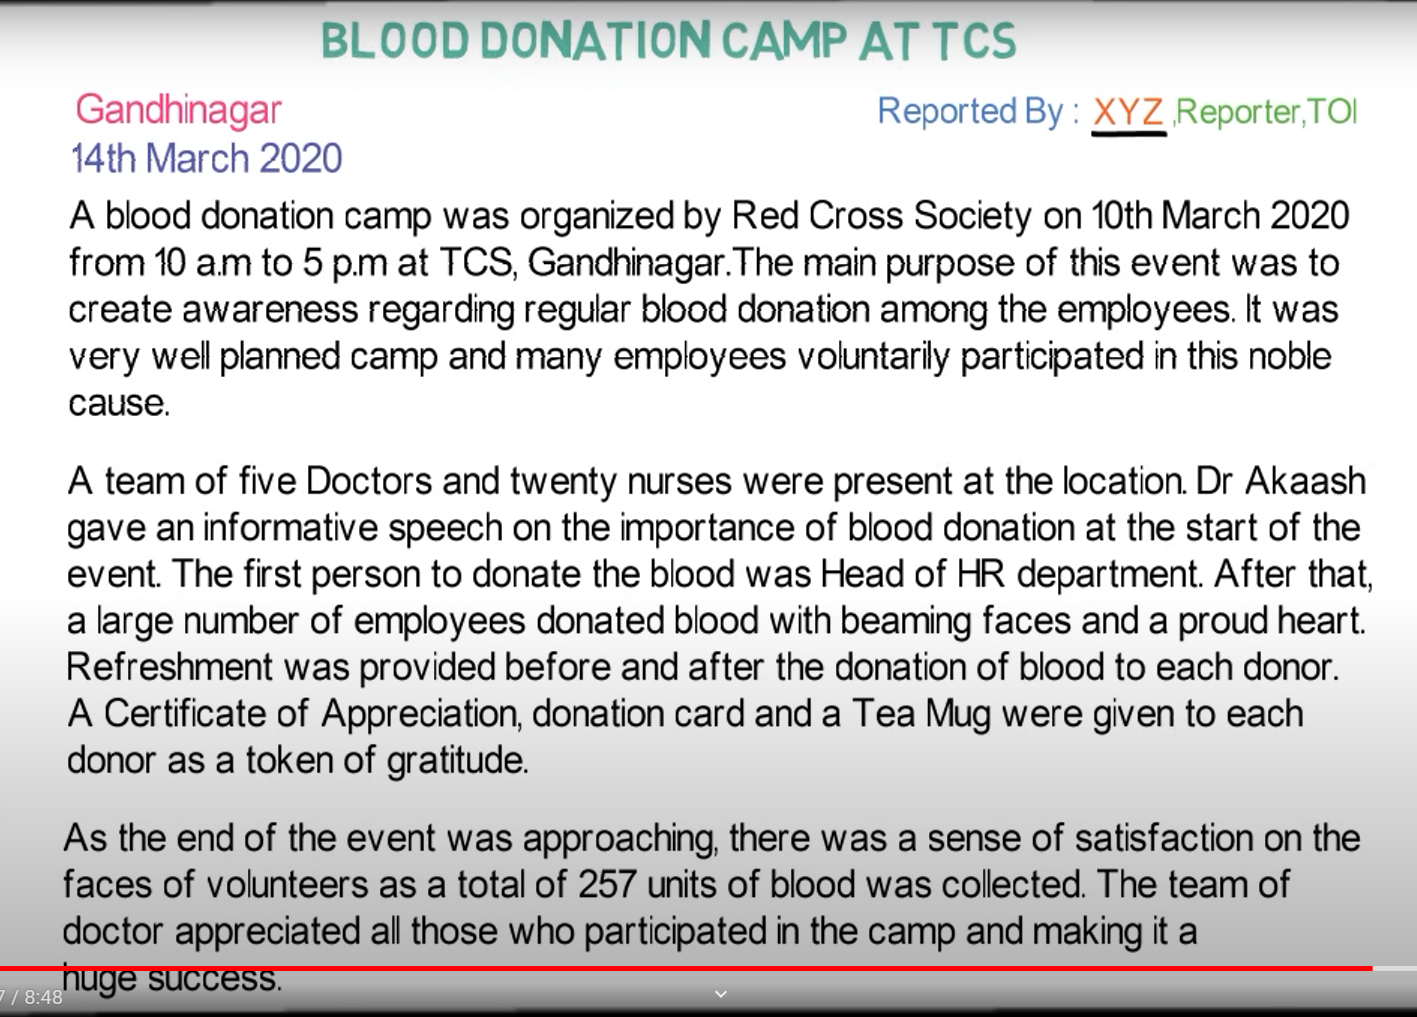 BLOOD DONATION CAMP AT TCS
Gandhinagar
Reported By : XYZ ,Reporter,TOI
14th March 2020
A blood donation camp was organized by Red Cross Society on 10th March 2020
from 10 a.m to 5 p.m at TCS, Gandhinagar.The main purpose of this event was to
create awareness regarding regular blood donation among the employees. It was
very well planned camp and many employees voluntarily participated in this noble
cause.
A team of five Doctors and twenty nurses were present at the location. Dr Akaash
gave an informative speech on the importance of blood donation at the start of the
event. The first person to donate the blood was Head of HR department. After that,
a large number of employees donated blood with beaming faces and a proud heart.
Refreshment was provided before and after the donation of blood to each donor.
A Certificate of Appreciation, donation card and a Tea Mug were given to each
donor as a token of gratitude.
As the end of the event was approaching, there was a sense of satisfaction on the
faces of volunteers as a total of 257 units of blood was collected. The team of
doctor appreciated all those who participated in the camp and making it a
huge success.
/ 8:48